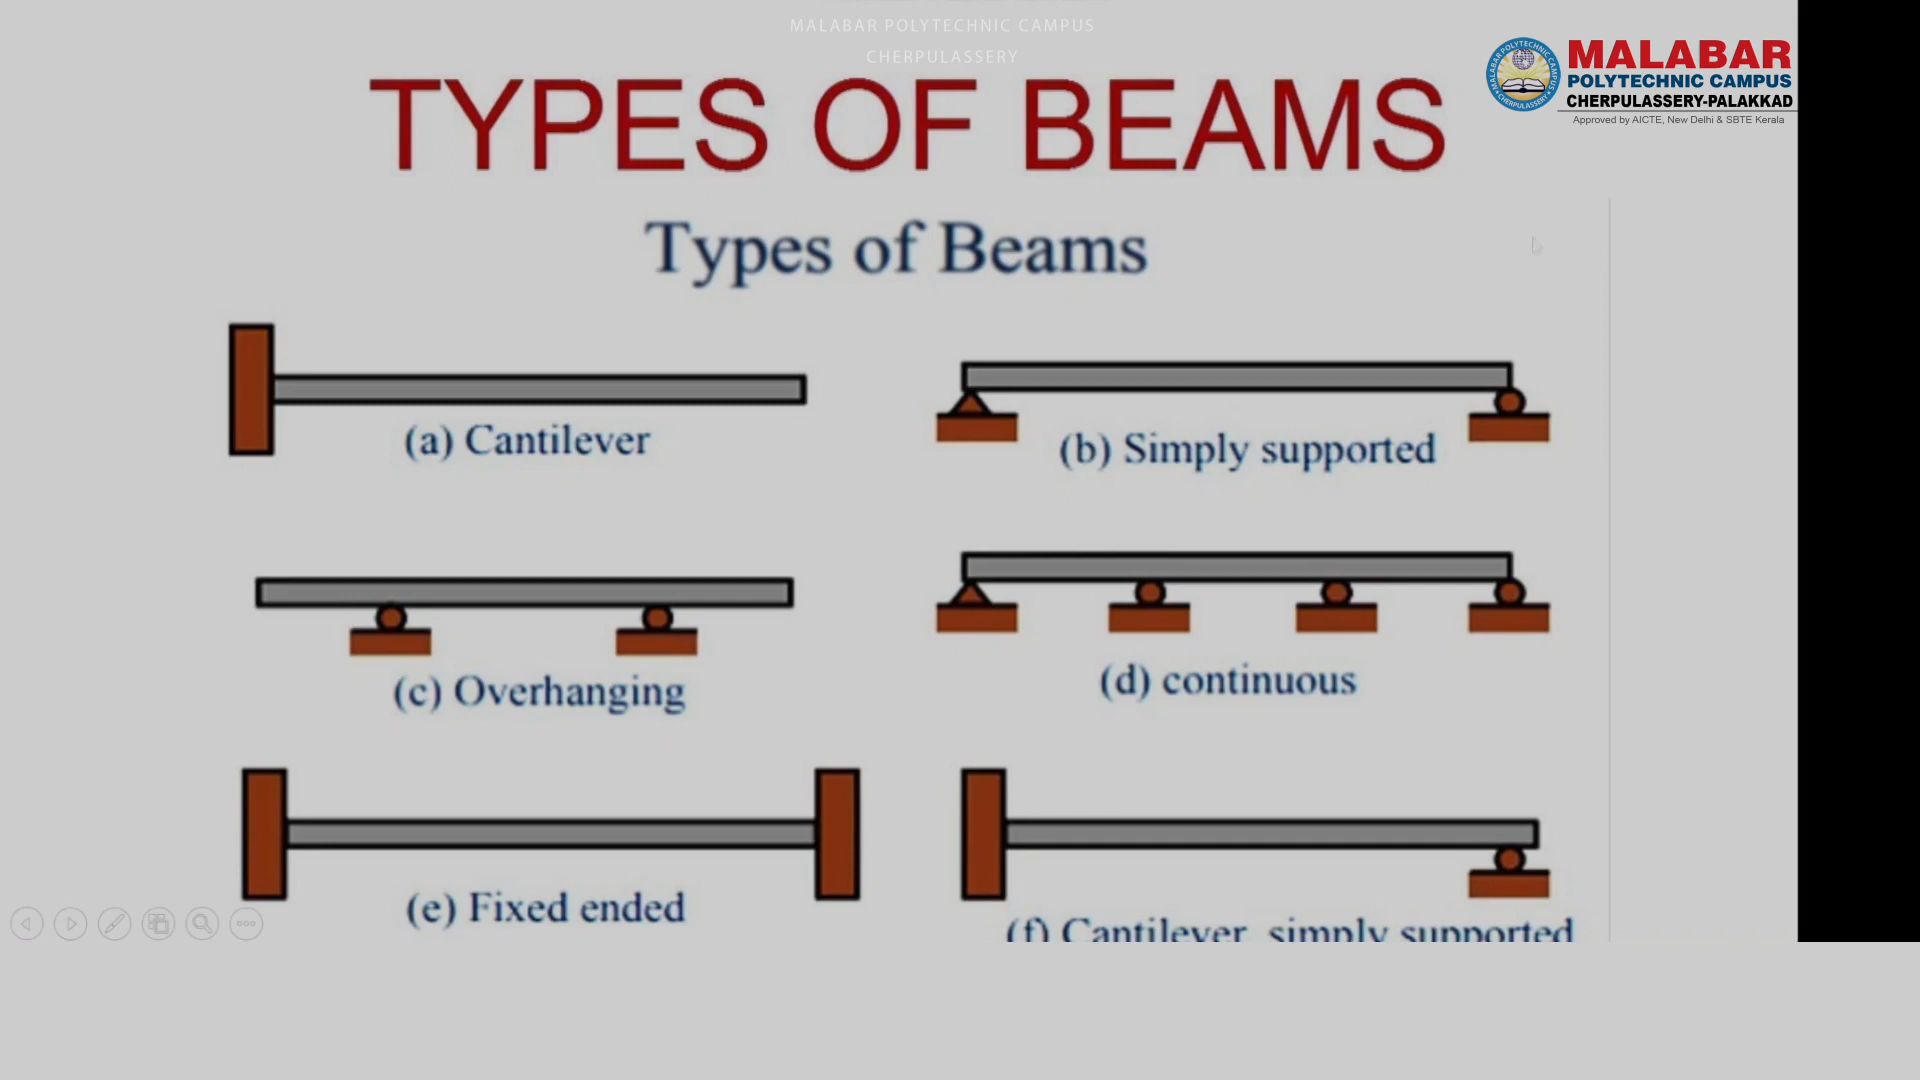 MALABAR POLYTECHNIC CAMPUS
CHERPULASSERY
MALABAR
POLYTECHNIC CAMPUS
CHERPULASSERY-PALAKKAD
Approved by AICTE, New Delhi & SBTE Kerala
TYPES OF BEAMS
Types of Beams
(a) Cantilever
(b) Simply supported
(c) Overhanging
(d) continuous
(e) Fixed ended
(f) Cantilever, simply supported